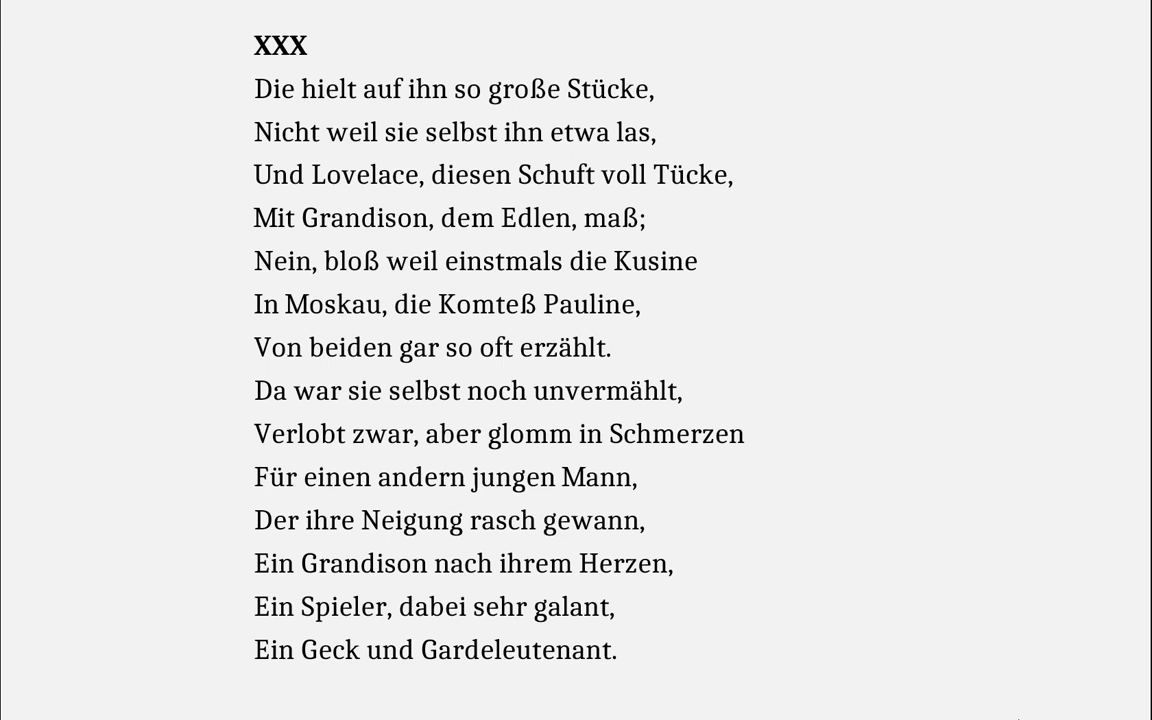 XXX
Die hielt auf ihn so große Stücke,
Nicht weil sie selbst ihn etwa las,
Und Lovelace, diesen Schuft voll Tücke,
Mit Grandison, dem Edlen, maß;
Nein, bloß weil einstmals die Kusine
In Moskau, die Komteß Pauline,
Von beiden gar so oft erzählt.
Da war sie selbst noch unvermählt,
Verlobt zwar, aber glomm in Schmerzen
Für einen andern jungen Mann,
Der ihre Neigung rasch gewann,
Ein Grandison nach ihrem Herzen,
Ein Spieler, dabei sehr galant,
Ein Geck und Gardeleutenant.